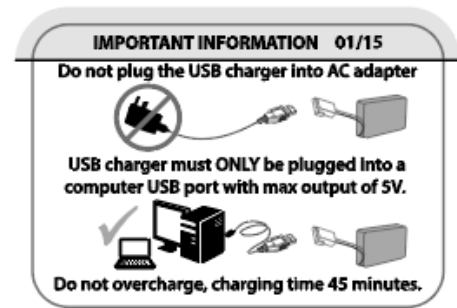 IMPORTANT INFORMATION 01/15
Do not plug the USB charger into AC adapter
USB charger must ONLY be plugged into a
computer USB port with max output of 5V.
Do not overcharge, charging time 45 minutes.